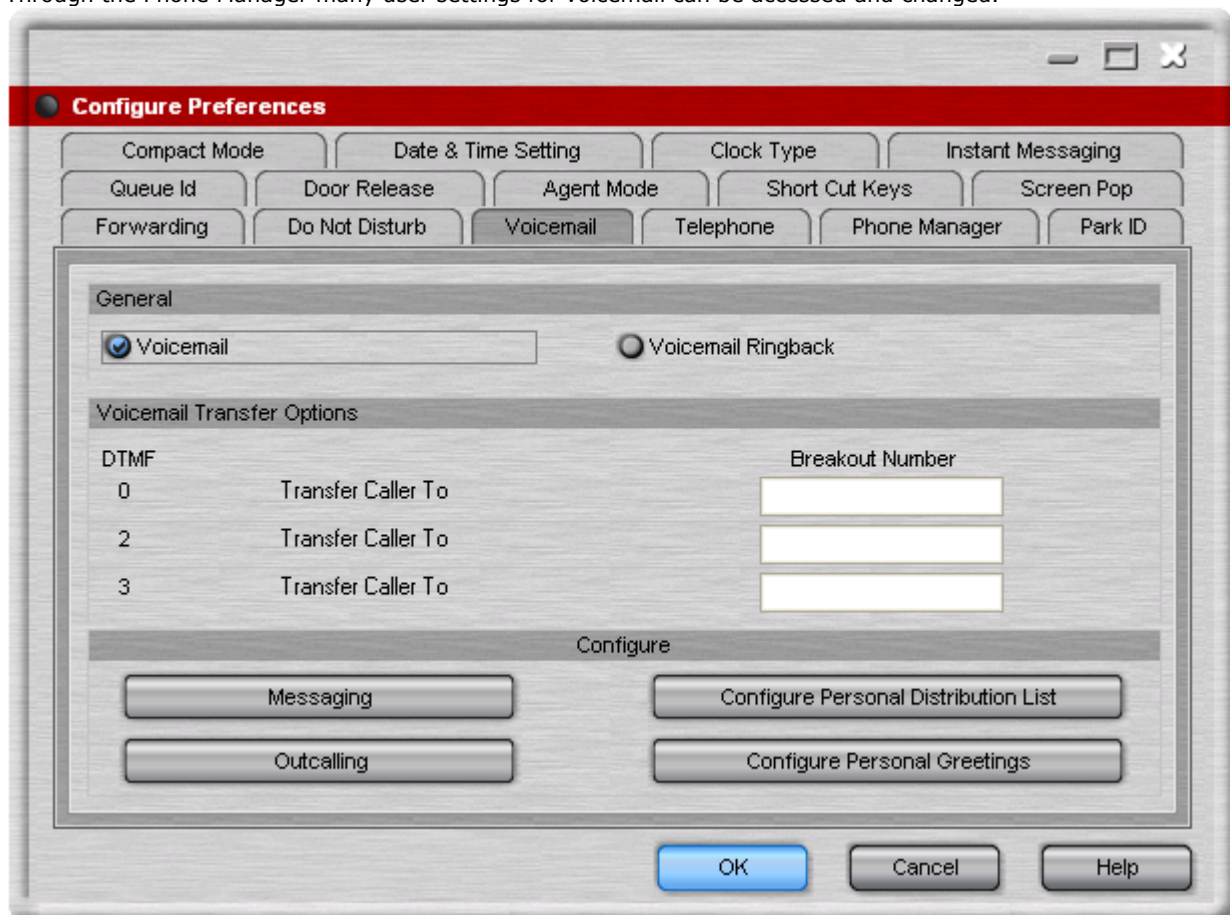 Through the Phone Manager many user settings for Voicemail can be accessed and changed.
Configure Preferences
Compact Mode Date & Time Setting Clock Type Instant Messaging
Queue Id Door Release Agent Mode Short Cut Keys Screen Pop
Forwarding Do Not Disturb Voicemail Telephone Phone Manager Park ID
General
Voicemail Voicemail Ringback
Voicemail Transfer Options
DTMF Breakout Number
0 Transfer Caller To
2 Transfer Caller To
3 Transfer Caller To
Configure
Messaging Configure Personal Distribution List
Outcalling Configure Personal Greetings
OK Cancel Help